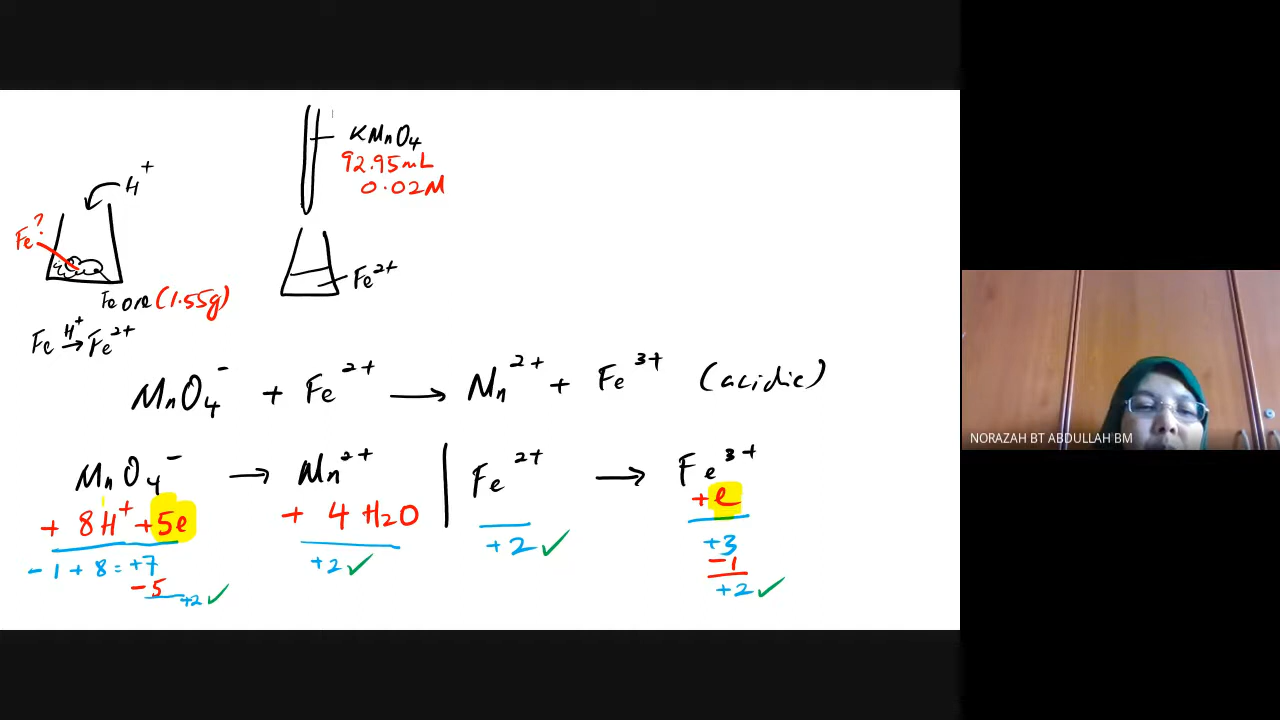 KMnO4
92.95mL
0.02M
H+
Fe?
Fe2+
Fe ore (1.55g)
Fe H+→ Fe2+
MnO4- + Fe2+ → Mn2+ + Fe3+ (acidic)
MnO4- → Mn2+ | Fe2+ → Fe3+
+ 8H+ + 5e + 4 H2O + e
-1 + 8 = +7 +2 ✓ +2 ✓ +3
-5 -1
+2 ✓ +2 ✓
NORAZAH BT ABDULLAH BM